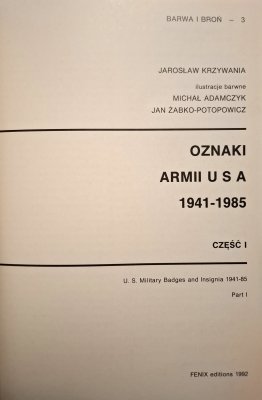 BARWA I BROŃ – 3
JAROSŁAW KRZYWANIA
ilustracje barwne
MICHAŁ ADAMCZYK
JAN ŻABKO-POTOPOWICZ
OZNAKI
ARMII U S A
1941-1985
CZĘŚĆ I
U. S. Military Badges and Insignia 1941-85
Part I
FENIX editions 1992